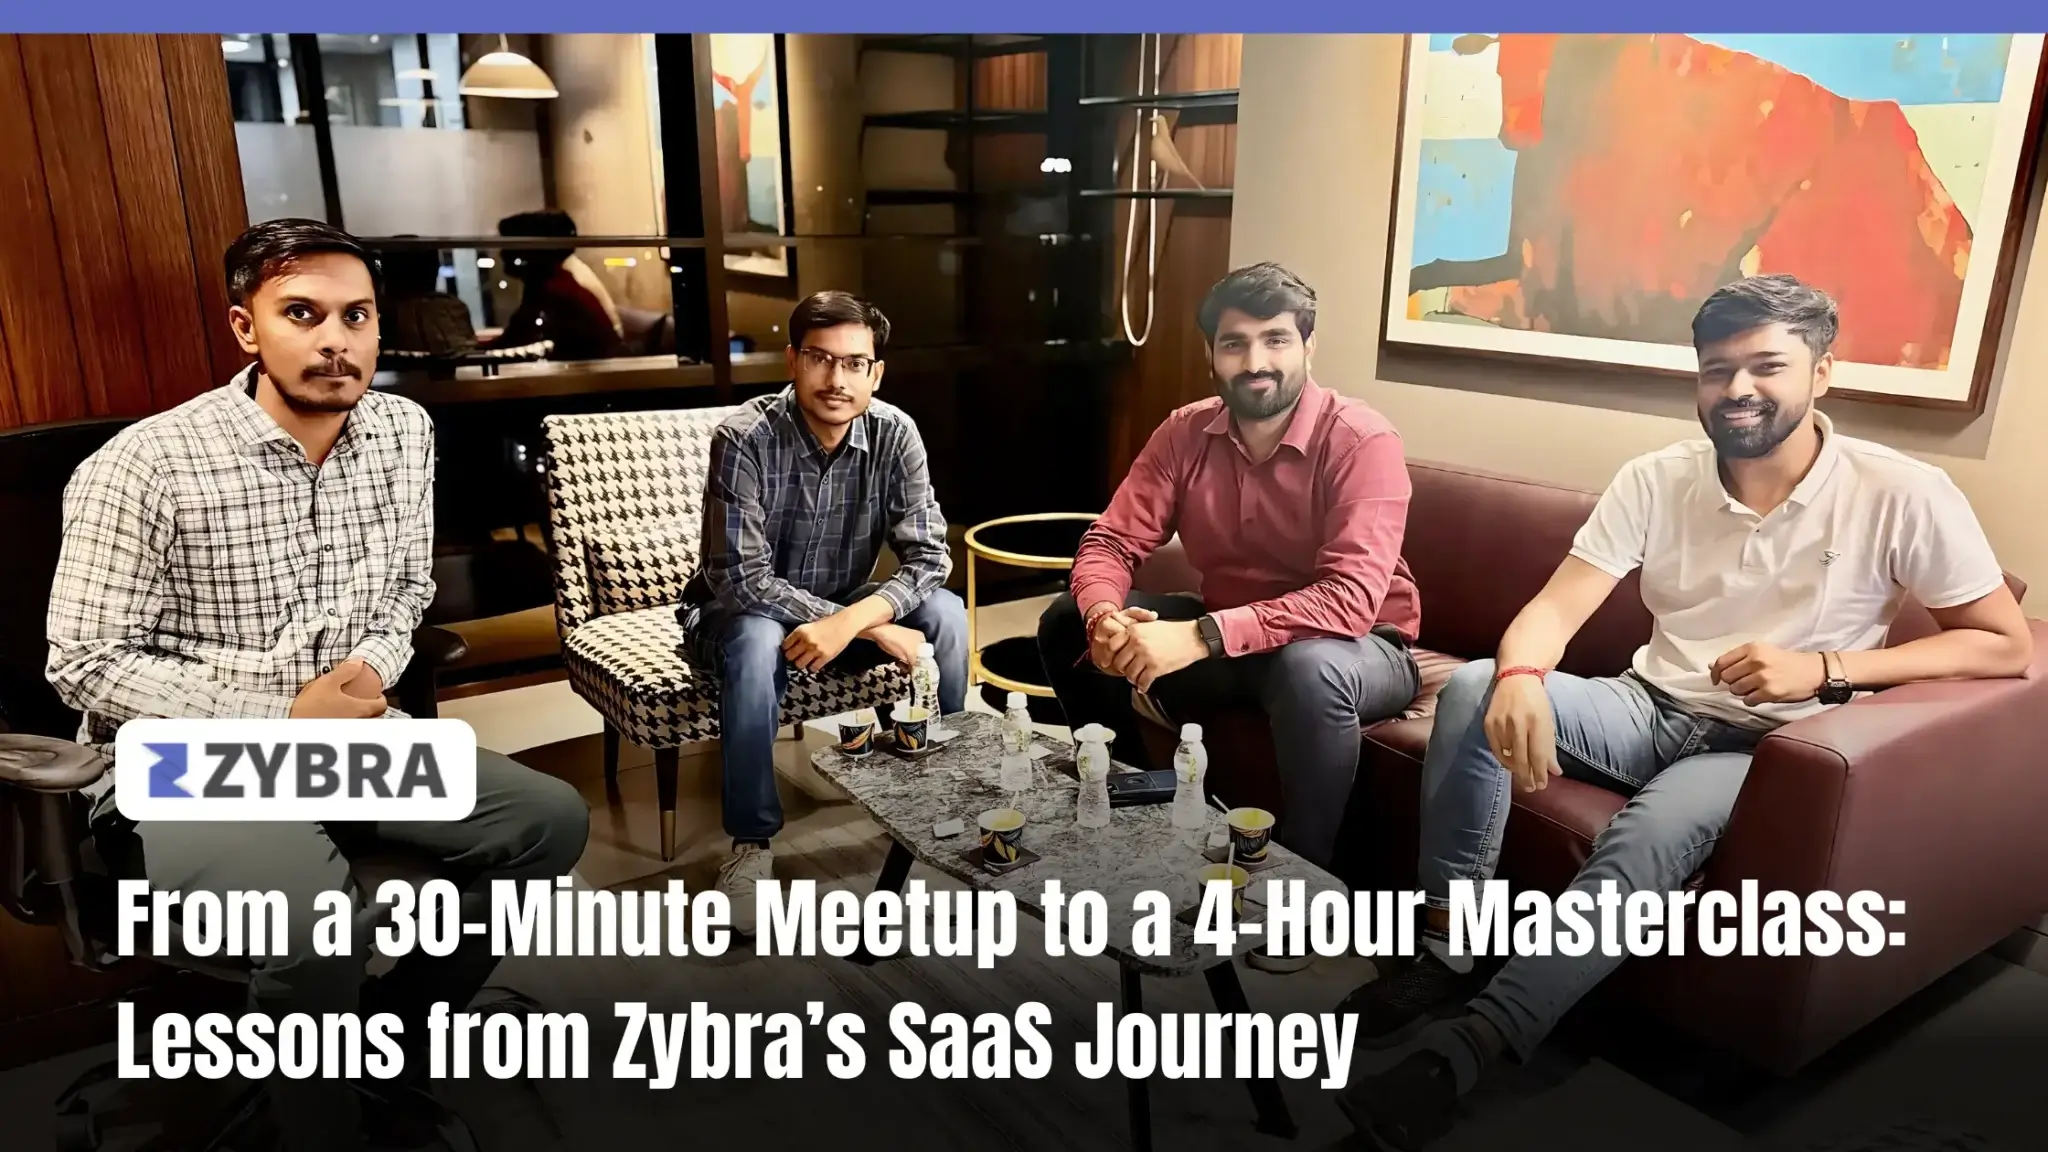 ZYBRA
From a 30-Minute Meetup to a 4-Hour Masterclass:
Lessons from Zybra’s SaaS Journey